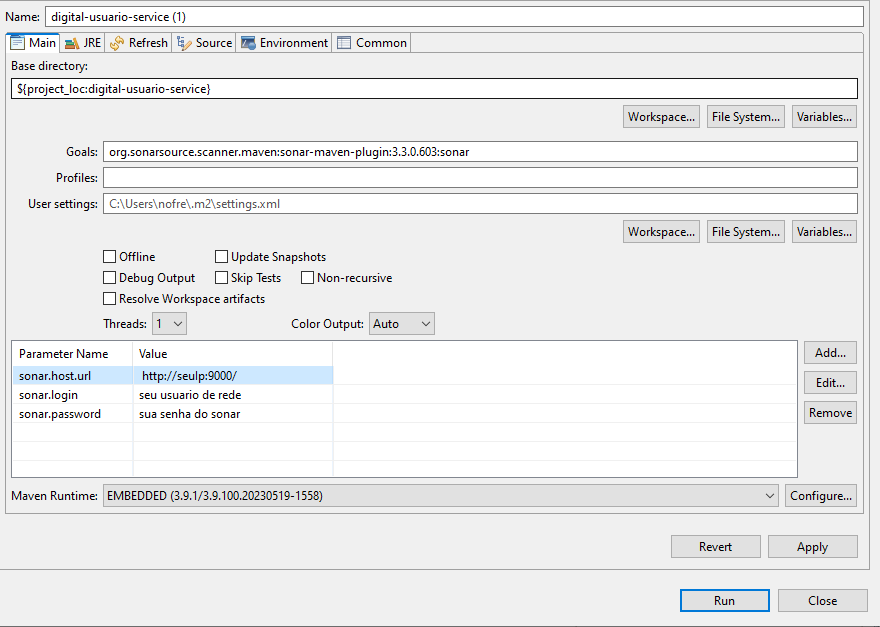 Name: digital-usuario-service (1)
Main JRE Refresh Source Environment Common
Base directory:
${project_loc:digital-usuario-service}
Workspace... File System... Variables...
Goals: org.sonarsource.scanner.maven:sonar-maven-plugin:3.3.0.603:sonar
Profiles:
User settings: C:\Users\nofre\.m2\settings.xml
Workspace... File System... Variables...
Offline Update Snapshots
Debug Output Skip Tests Non-recursive
Resolve Workspace artifacts
Threads: 1 Color Output: Auto
Parameter Name Value Add...
sonar.host.url http://seulp:9000/
sonar.login seu usuario de rede Edit...
sonar.password sua senha do sonar Remove
Maven Runtime: EMBEDDED (3.9.1/3.9.100.20230519-1558) Configure...
Revert Apply
Run Close